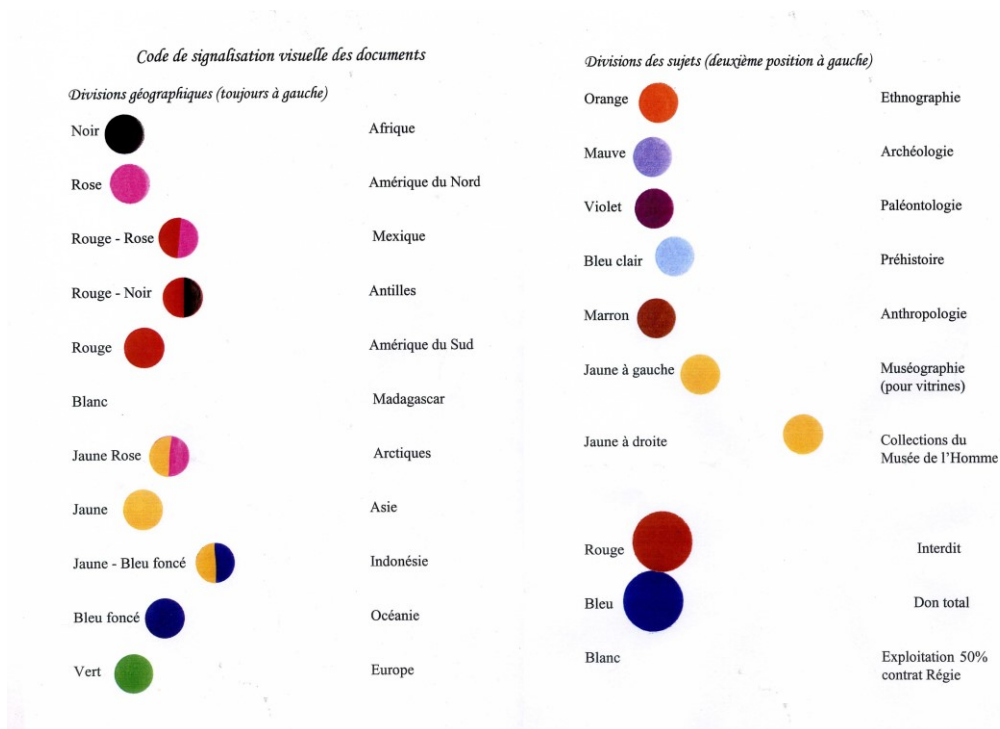 Code de signalisation visuelle des documents
Divisions géographiques (toujours à gauche)
Noir Afrique
Rose Amérique du Nord
Rouge - Rose Mexique
Rouge - Noir Antilles
Rouge Amérique du Sud
Blanc Madagascar
Jaune Rose Arctiques
Jaune Asie
Jaune - Bleu foncé Indonésie
Bleu foncé Océanie
Vert Europe
Divisions des sujets (deuxième position à gauche)
Orange Ethnographie
Mauve Archéologie
Violet Paléontologie
Bleu clair Préhistoire
Marron Anthropologie
Jaune à gauche Muséographie
(pour vitrines)
Jaune à droite Collections du
Musée de l'Homme
Rouge Interdit
Bleu Don total
Blanc Exploitation 50%
contrat Régie